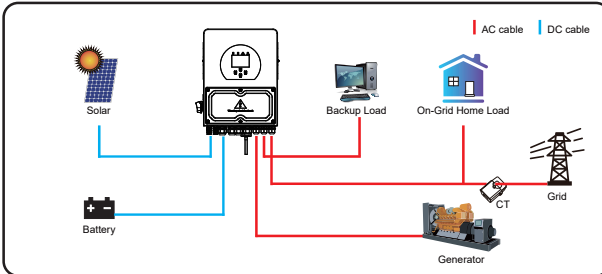 AC cable
DC cable
Solar
Backup Load
On-Grid Home Load
CT
Grid
Battery
Generator